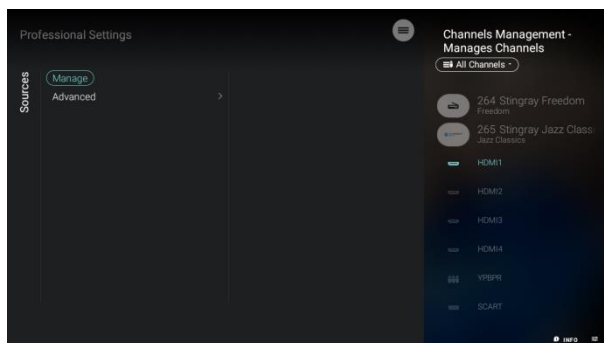 Professional Settings
Sources
Manage
Advanced
Channels Management -
Manages Channels
All Channels
264 Stingray Freedom
Freedom
265 Stingray Jazz Class
Jazz Classics
HDMI1
HDMI2
HDMI3
HDMI4
YPBPR
SCART
INFO